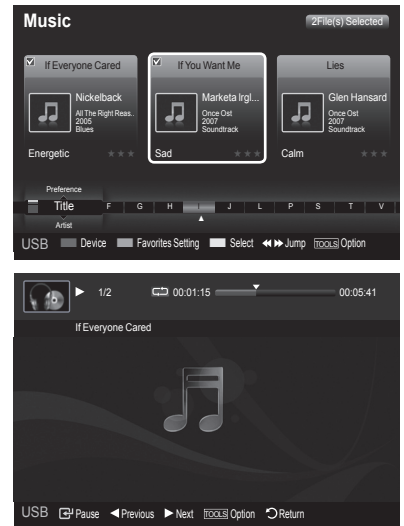 Music
2File(s) Selected
If Everyone Cared
If You Want Me
Lies
Nickelback
All The Right Reas..
2005
Blues
Marketa Irgl...
Once Ost
2007
Soundtrack
Glen Hansard
Once Ost
2007
Soundtrack
Energetic
Sad
Calm
Preference
Title F G H I J L P S T V
Artist
USB Device Favorites Setting Select Jump TOOLS Option
1/2 00:01:15 00:05:41
If Everyone Cared
USB Pause Previous Next TOOLS Option Return